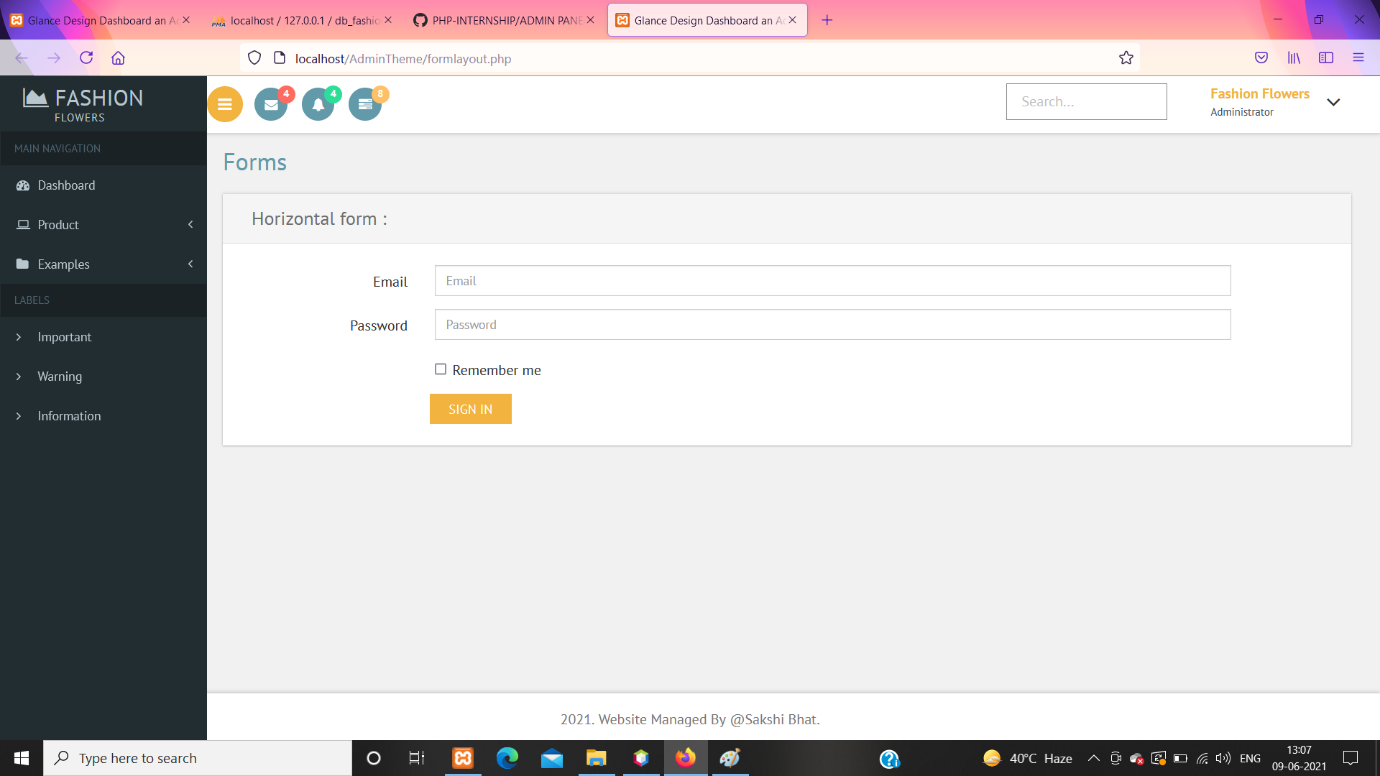 Glance Design Dashboard an A
localhost / 127.0.0.1 / db_fashio
PHP-INTERNSHIP/ADMIN PANE
Glance Design Dashboard an A
localhost/AdminTheme/formlayout.php
FASHION
FLOWERS
4
4
8
Search...
Fashion Flowers
Administrator
MAIN NAVIGATION
Dashboard
Product
Examples
LABELS
Important
Warning
Information
Forms
Horizontal form :
Email
Email
Password
Password
Remember me
SIGN IN
2021. Website Managed By @Sakshi Bhat.
Type here to search
40°C Haze
ENG
13:07
09-06-2021